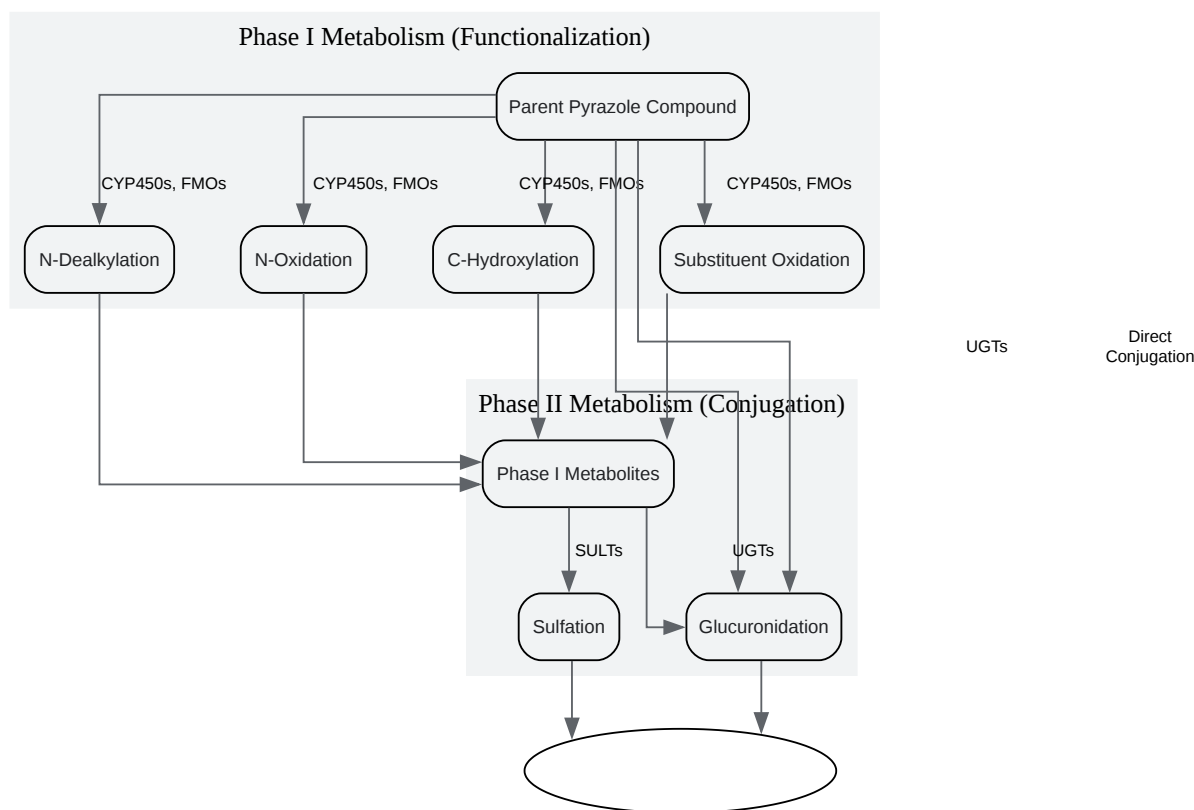 Phase I Metabolism (Functionalization)
Parent Pyrazole Compound
CYP450s, FMOs
CYP450s, FMOs
CYP450s, FMOs
CYP450s, FMOs
N-Dealkylation
N-Oxidation
C-Hydroxylation
Substituent Oxidation
UGTs
Direct
Conjugation
Phase II Metabolism (Conjugation)
Phase I Metabolites
SULTs
UGTs
Sulfation
Glucuronidation